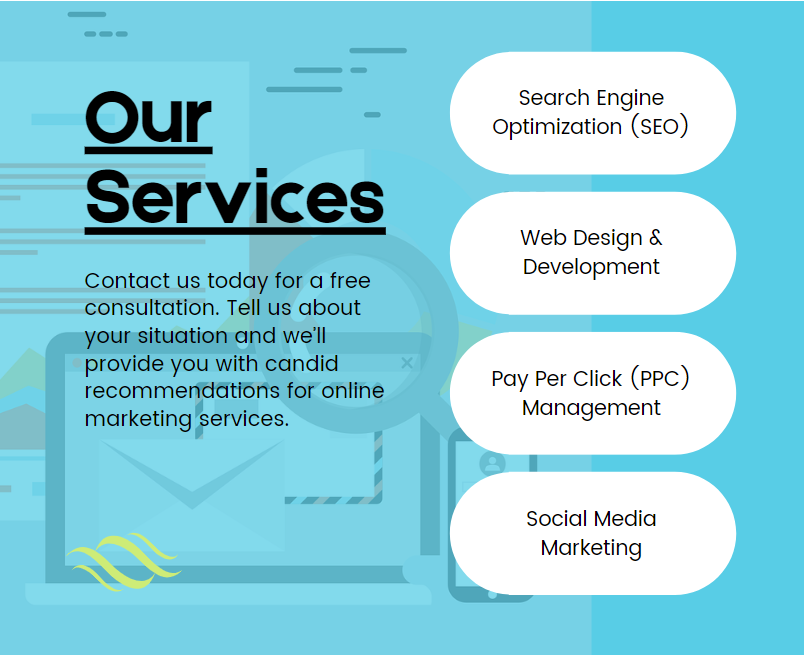 Our
Services
Contact us today for a free
consultation. Tell us about
your situation and we'll
provide you with candid
recommendations for online
marketing services.
Search Engine
Optimization (SEO)
Web Design &
Development
Pay Per Click (PPC)
Management
Social Media
Marketing